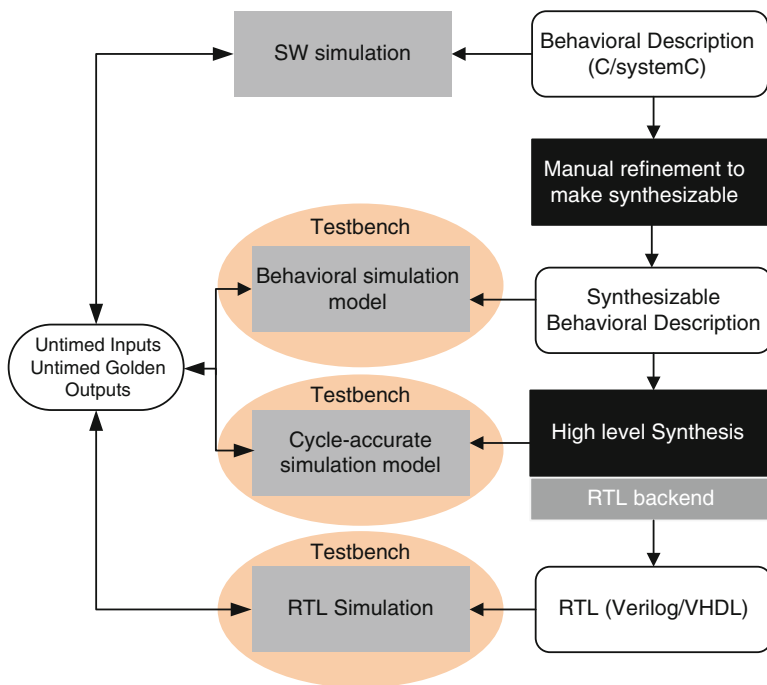 SW simulation
Behavioral Description
(C/systemC)
Manual refinement to
make synthesizable
Testbench
Behavioral simulation
model
Synthesizable
Behavioral Description
Untimed Inputs
Untimed Golden
Outputs
Testbench
Cycle-accurate
simulation model
High level Synthesis
RTL backend
Testbench
RTL Simulation
RTL (Verilog/VHDL)